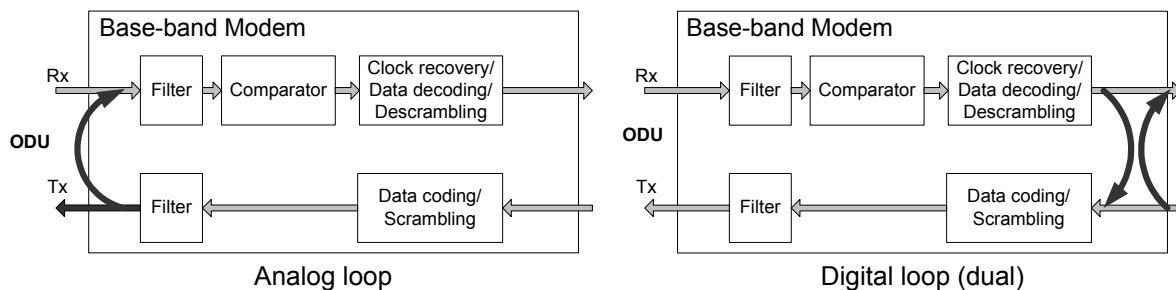 Base-band Modem
Rx
Filter
Comparator
Clock recovery/
Data decoding/
Descrambling
ODU
Tx
Filter
Data coding/
Scrambling
Analog loop
Base-band Modem
Rx
Filter
Comparator
Clock recovery/
Data decoding/
Descrambling
ODU
Tx
Filter
Data coding/
Scrambling
Digital loop (dual)